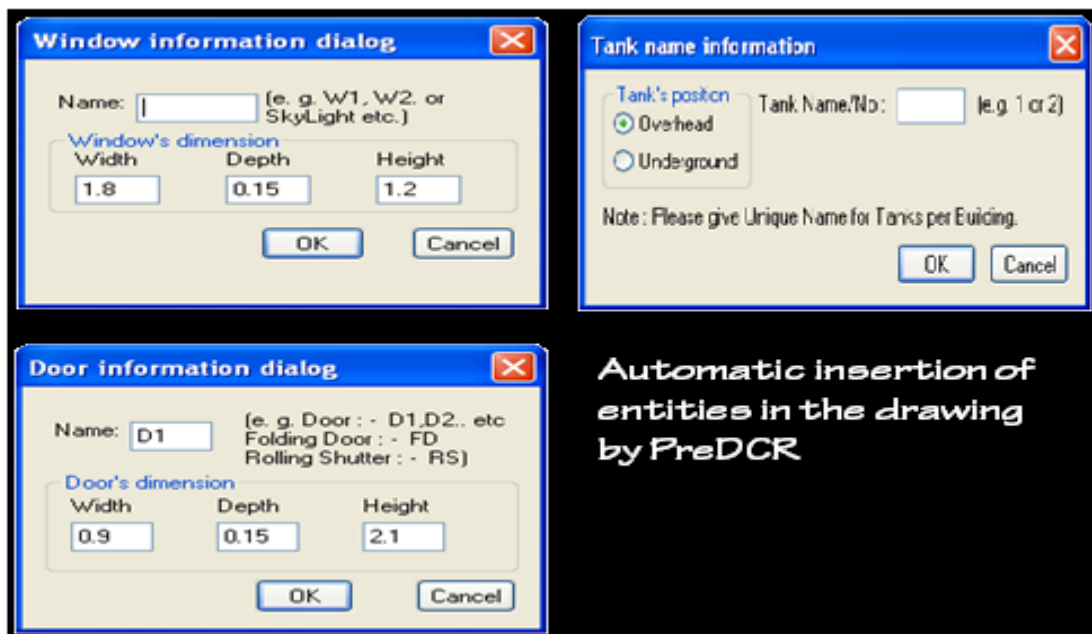 Window information dialog
Name:
(e. g. W1, W2. or
SkyLight etc.)
Window's dimension
Width Depth Height
1.8 0.15 1.2
OK Cancel
Tank name information
Tank's position
Overhead
Underground
Tank Name/No : (e.g. 1 or 2)
Note : Please give Unique Name for Tanks per Building.
OK Cancel
Door information dialog
Name: D1
(e. g. Door : - D1,D2.. etc
Folding Door : - FD
Rolling Shutter : - RS)
Door's dimension
Width Depth Height
0.9 0.15 2.1
OK Cancel
Automatic insertion of
entities in the drawing
by PreDCR